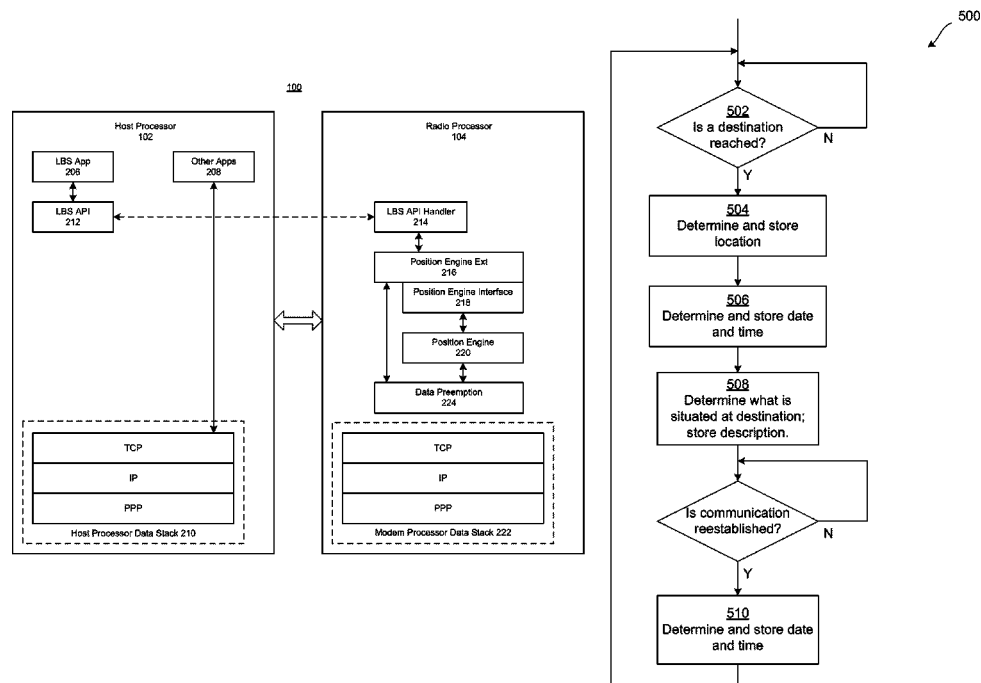 100
Host Processor
102
LBS App
206
Other Apps
208
LBS API
212
TCP
IP
PPP
Host Processor Data Stack 210
Radio Processor
104
LBS API Handler
214
Position Engine Ext
216
Position Engine Interface
218
Position Engine
220
Data Preemption
224
TCP
IP
PPP
Modem Processor Data Stack 222
500
502
Is a destination
reached?
N
Y
504
Determine and store
location
506
Determine and store date
and time
508
Determine what is
situated at destination;
store description.
Is communication
reestablished?
N
Y
510
Determine and store date
and time